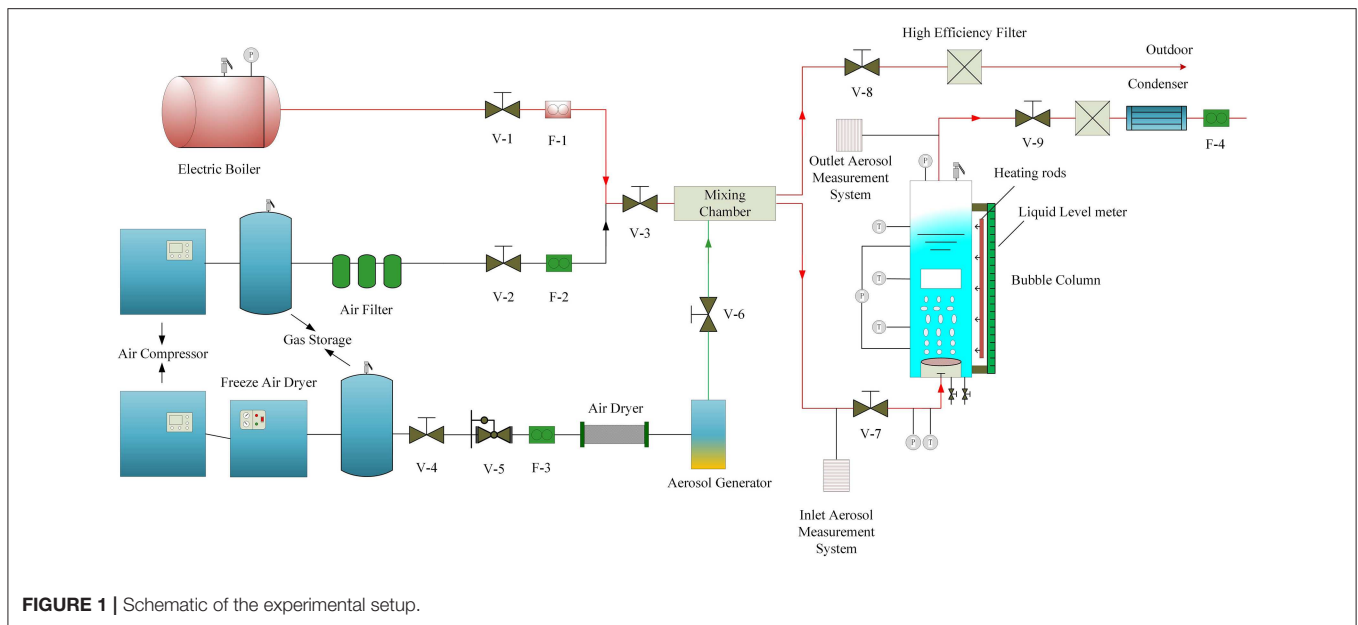 High Efficiency Filter
Outdoor
P
V-8
Condenser
V-1
F-1
V-9
F-4
Electric Boiler
Outlet Aerosol
Measurement
System
P
Heating rods
Mixing
Chamber
Liquid Level meter
V-3
T
Bubble Column
Air Filter
V-2
F-2
T
P
V-6
T
Gas Storage
Air Compressor
Freeze Air Dryer
Air Dryer
V-7
P
T
V-4
V-5
F-3
Aerosol Generator
Inlet Aerosol
Measurement
System
FIGURE 1 | Schematic of the experimental setup.